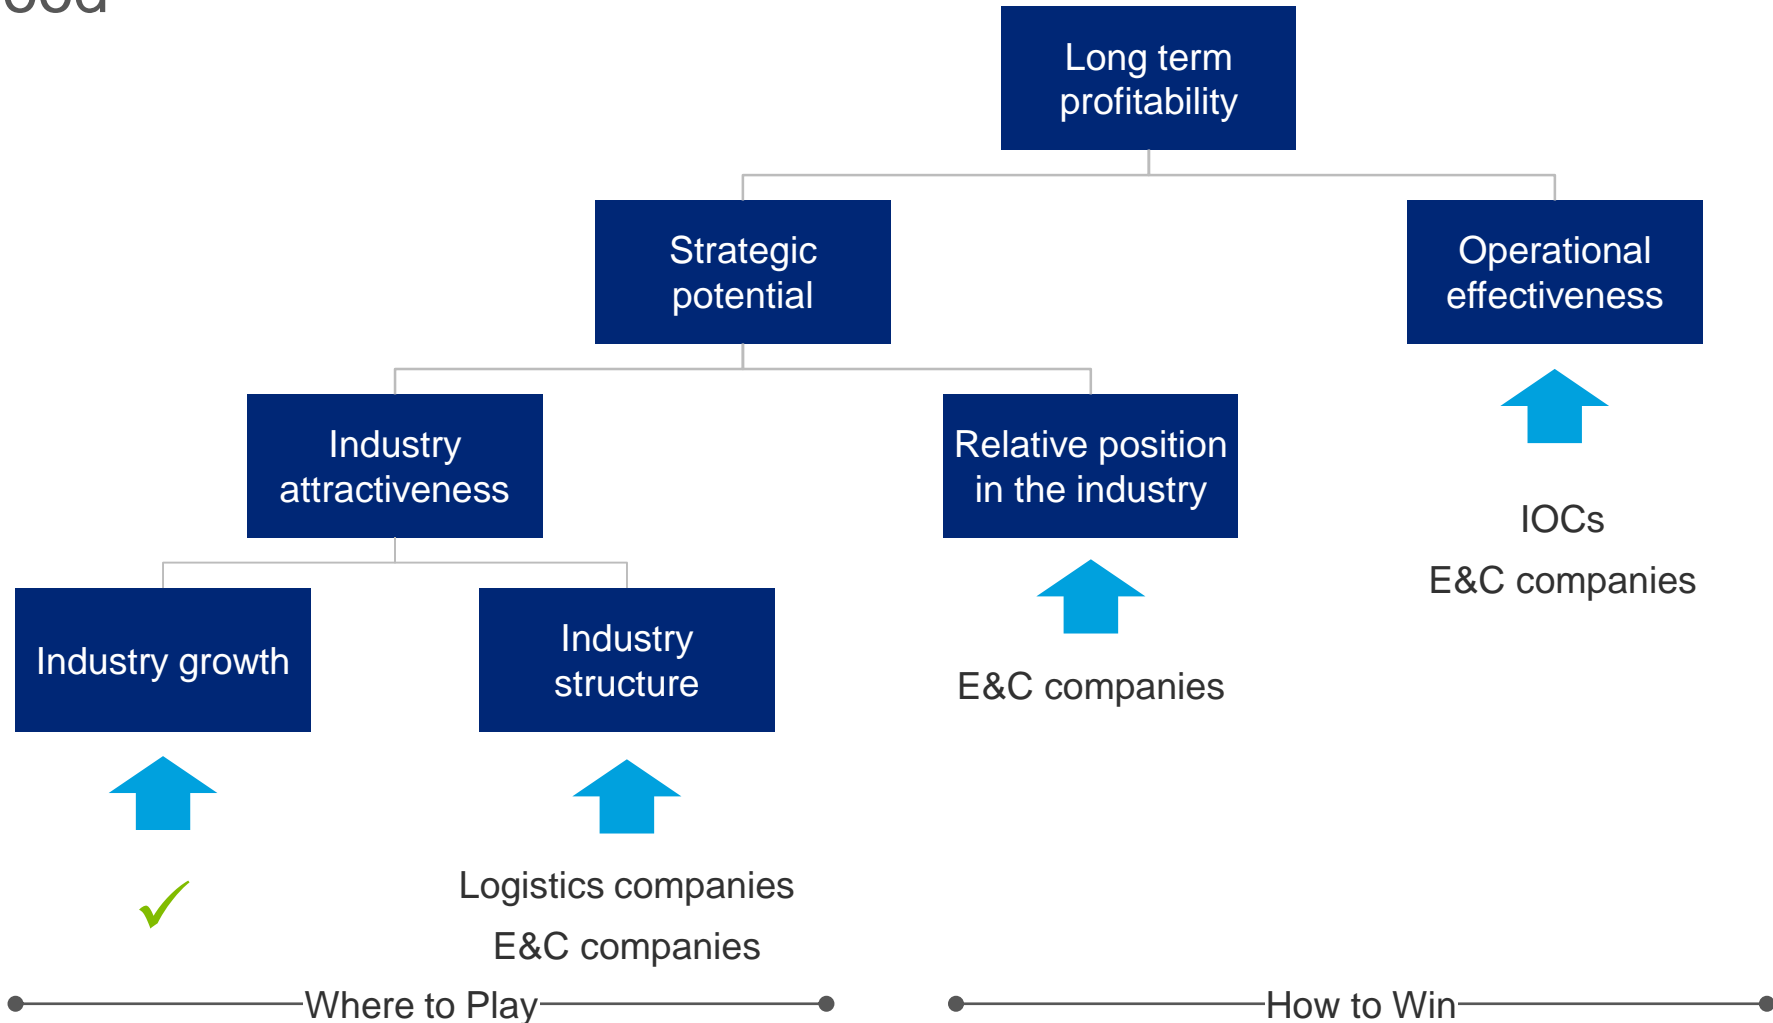 Long term
profitability
Strategic
potential
Operational
effectiveness
Industry
attractiveness
Relative position
in the industry
IOCs
E&C companies
Industry growth
Industry
structure
E&C companies
Logistics companies
E&C companies
Where to Play
How to Win